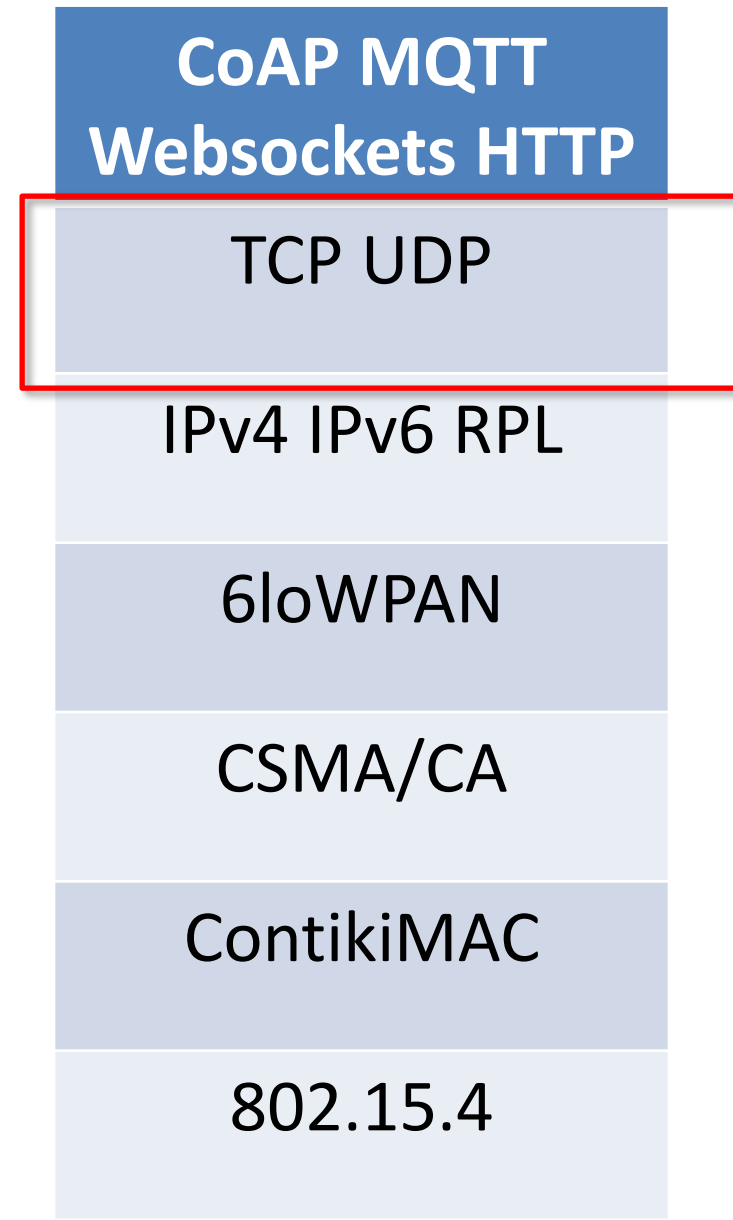 CoAP MQTT
Websockets HTTP
TCP UDP
IPv4 IPv6 RPL
6loWPAN
CSMA/CA
ContikiMAC
802.15.4